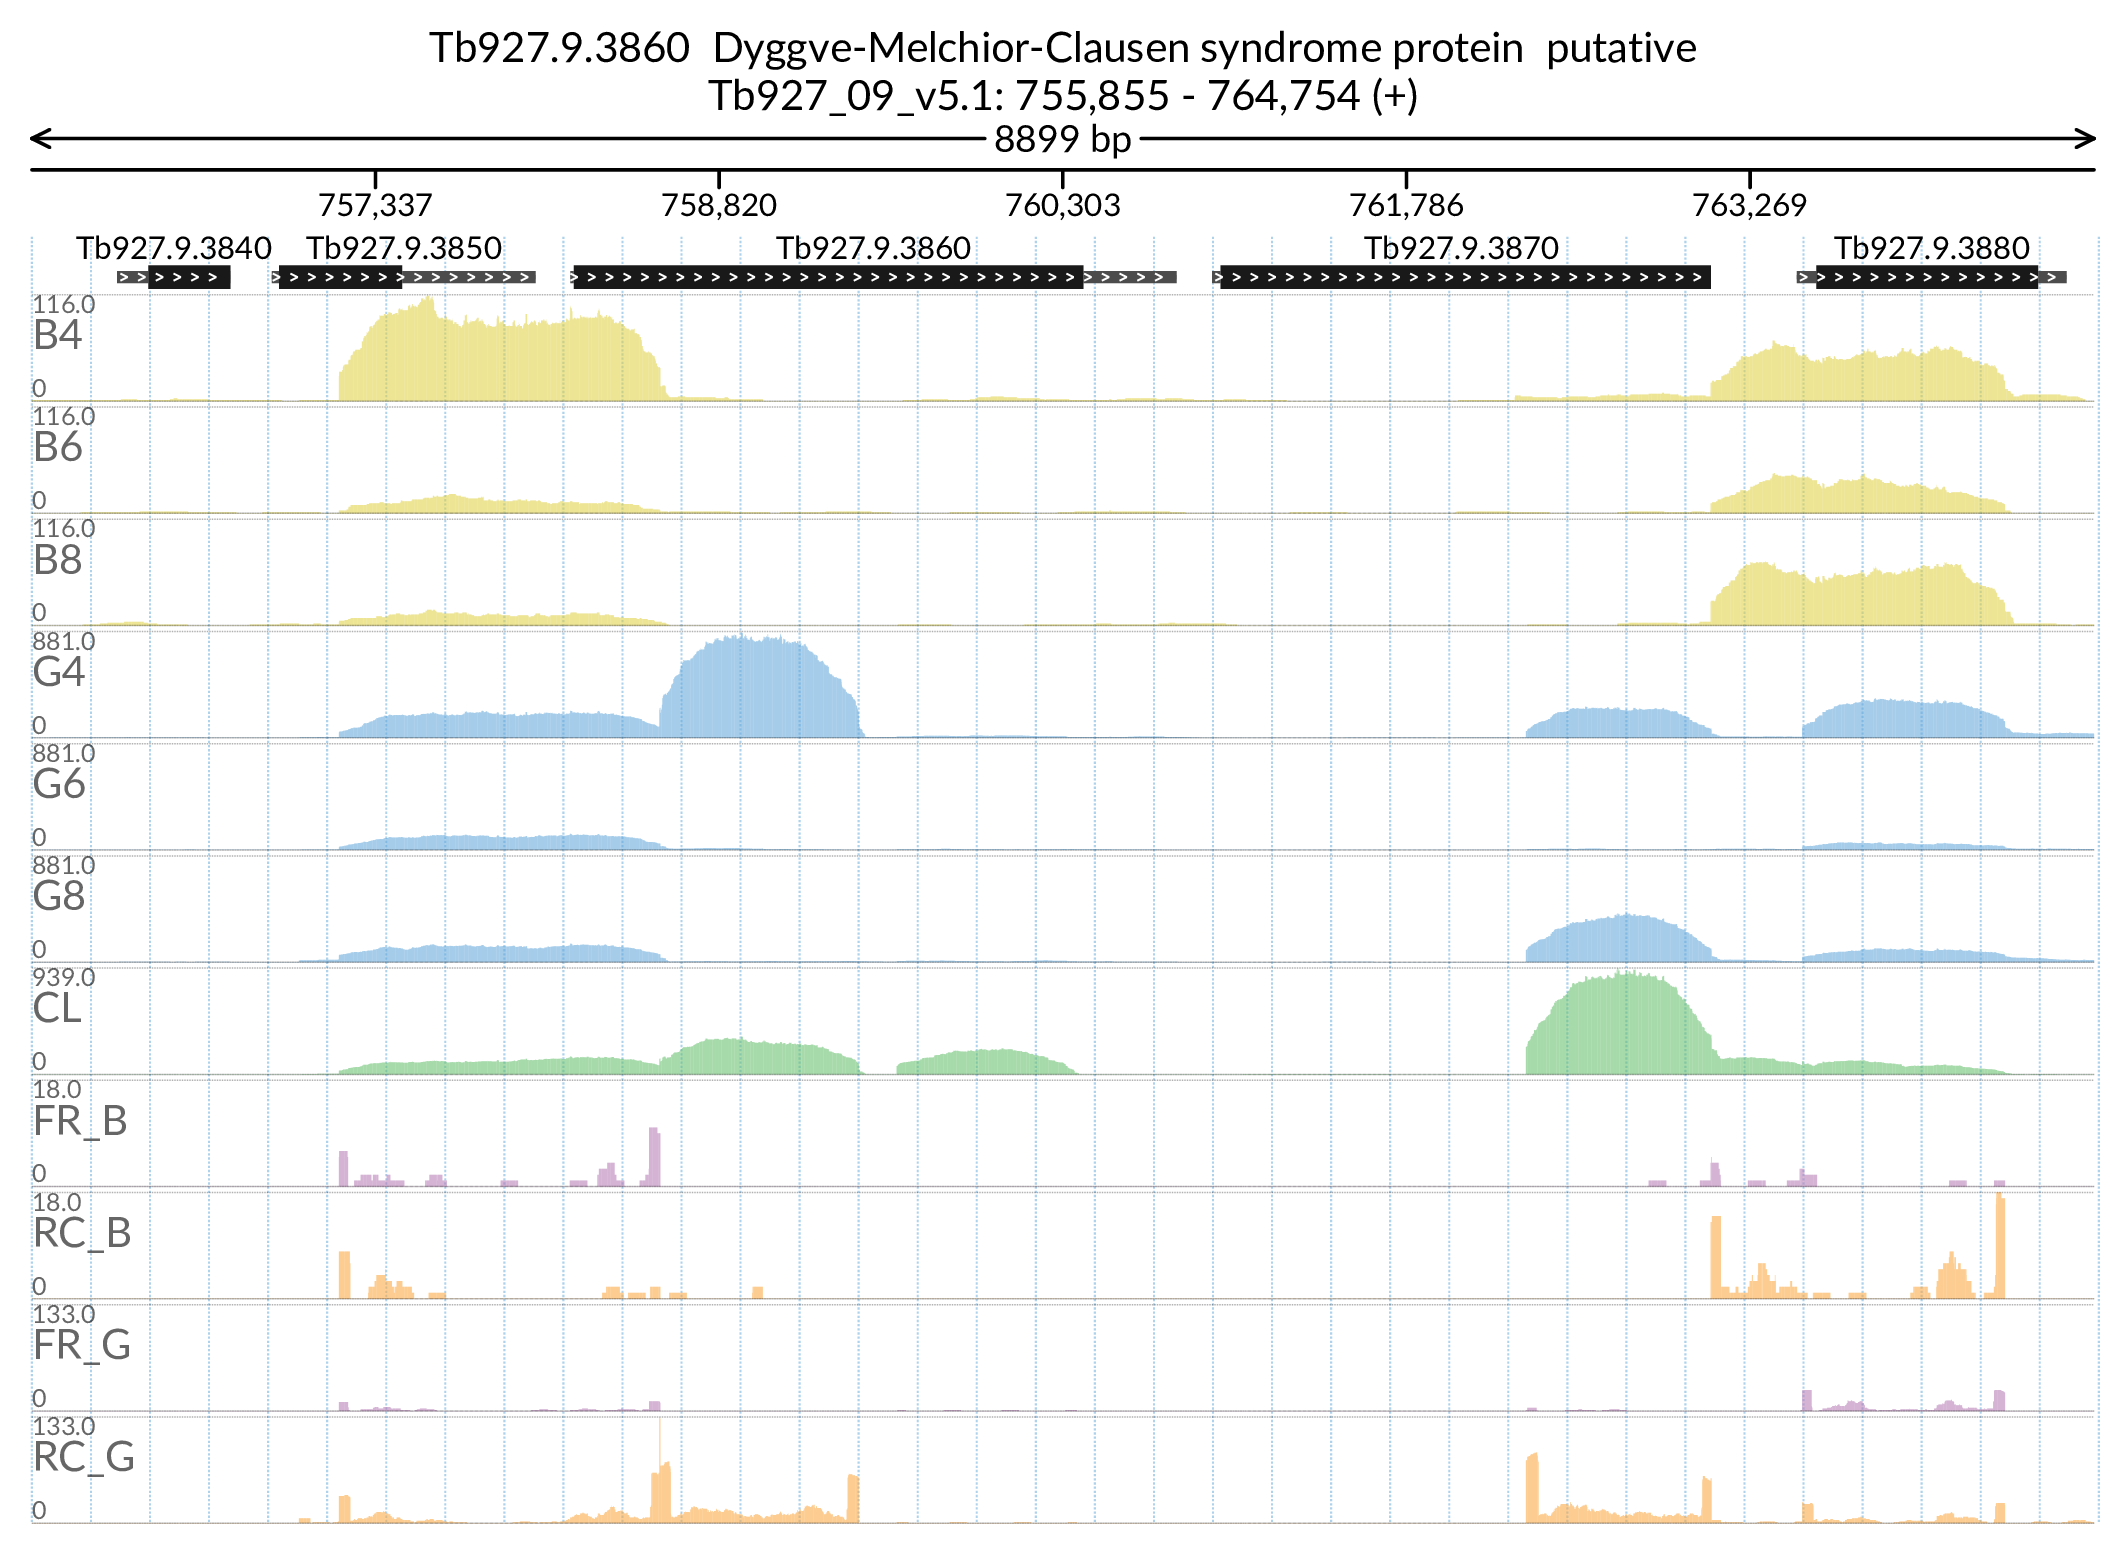 Tb927.9.3860  Dyggve-Melchior-Clausen syndrome protein  putative
Tb927_09_v5.1: 755,855 - 764,754 (+)
8899 bp
757,337 758,820 760,303 761,786 763,269
Tb927.9.3840 Tb927.9.3850 Tb927.9.3860 Tb927.9.3870 Tb927.9.3880
116.0
B4
0
116.0
B6
0
116.0
B8
0
881.0
G4
0
881.0
G6
0
881.0
G8
0
939.0
CL
0
18.0
FR_B
0
18.0
RC_B
0
133.0
FR_G
0
133.0
RC_G
0